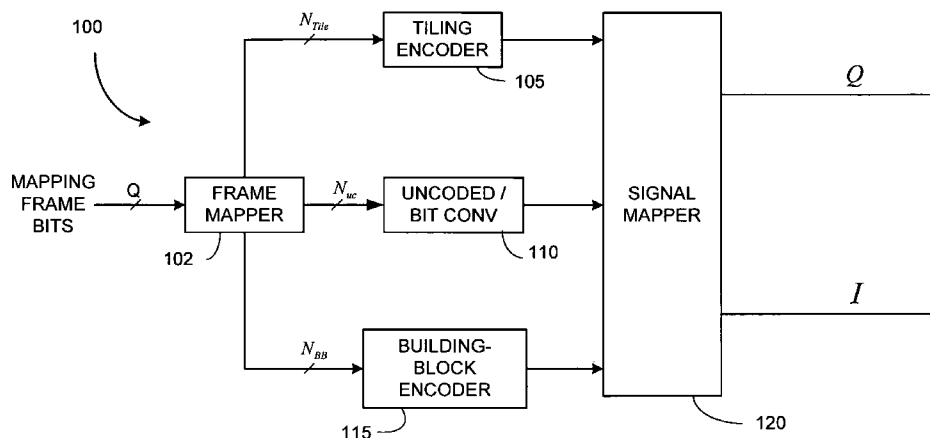 100
N_Tile
TILING
ENCODER
105
Q
MAPPING
FRAME
BITS
Q
FRAME
MAPPER
102
N_uc
UNCODED /
BIT CONV
110
SIGNAL
MAPPER
I
N_BB
BUILDING-
BLOCK
ENCODER
115
120